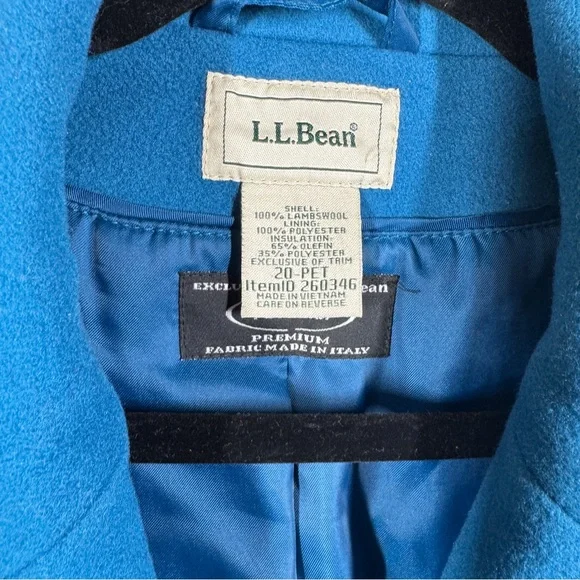 L.L.Bean®
SHELL:
100% LAMBSWOOL
LINING:
100% POLYESTER
INSULATION:
65% OLEFIN
35% POLYESTER
EXCLUSIVE OF TRIM
20-PET
ItemID 260346
MADE IN VIETNAM
CARE ON REVERSE
PREMIUM
FABRIC MADE IN ITALY